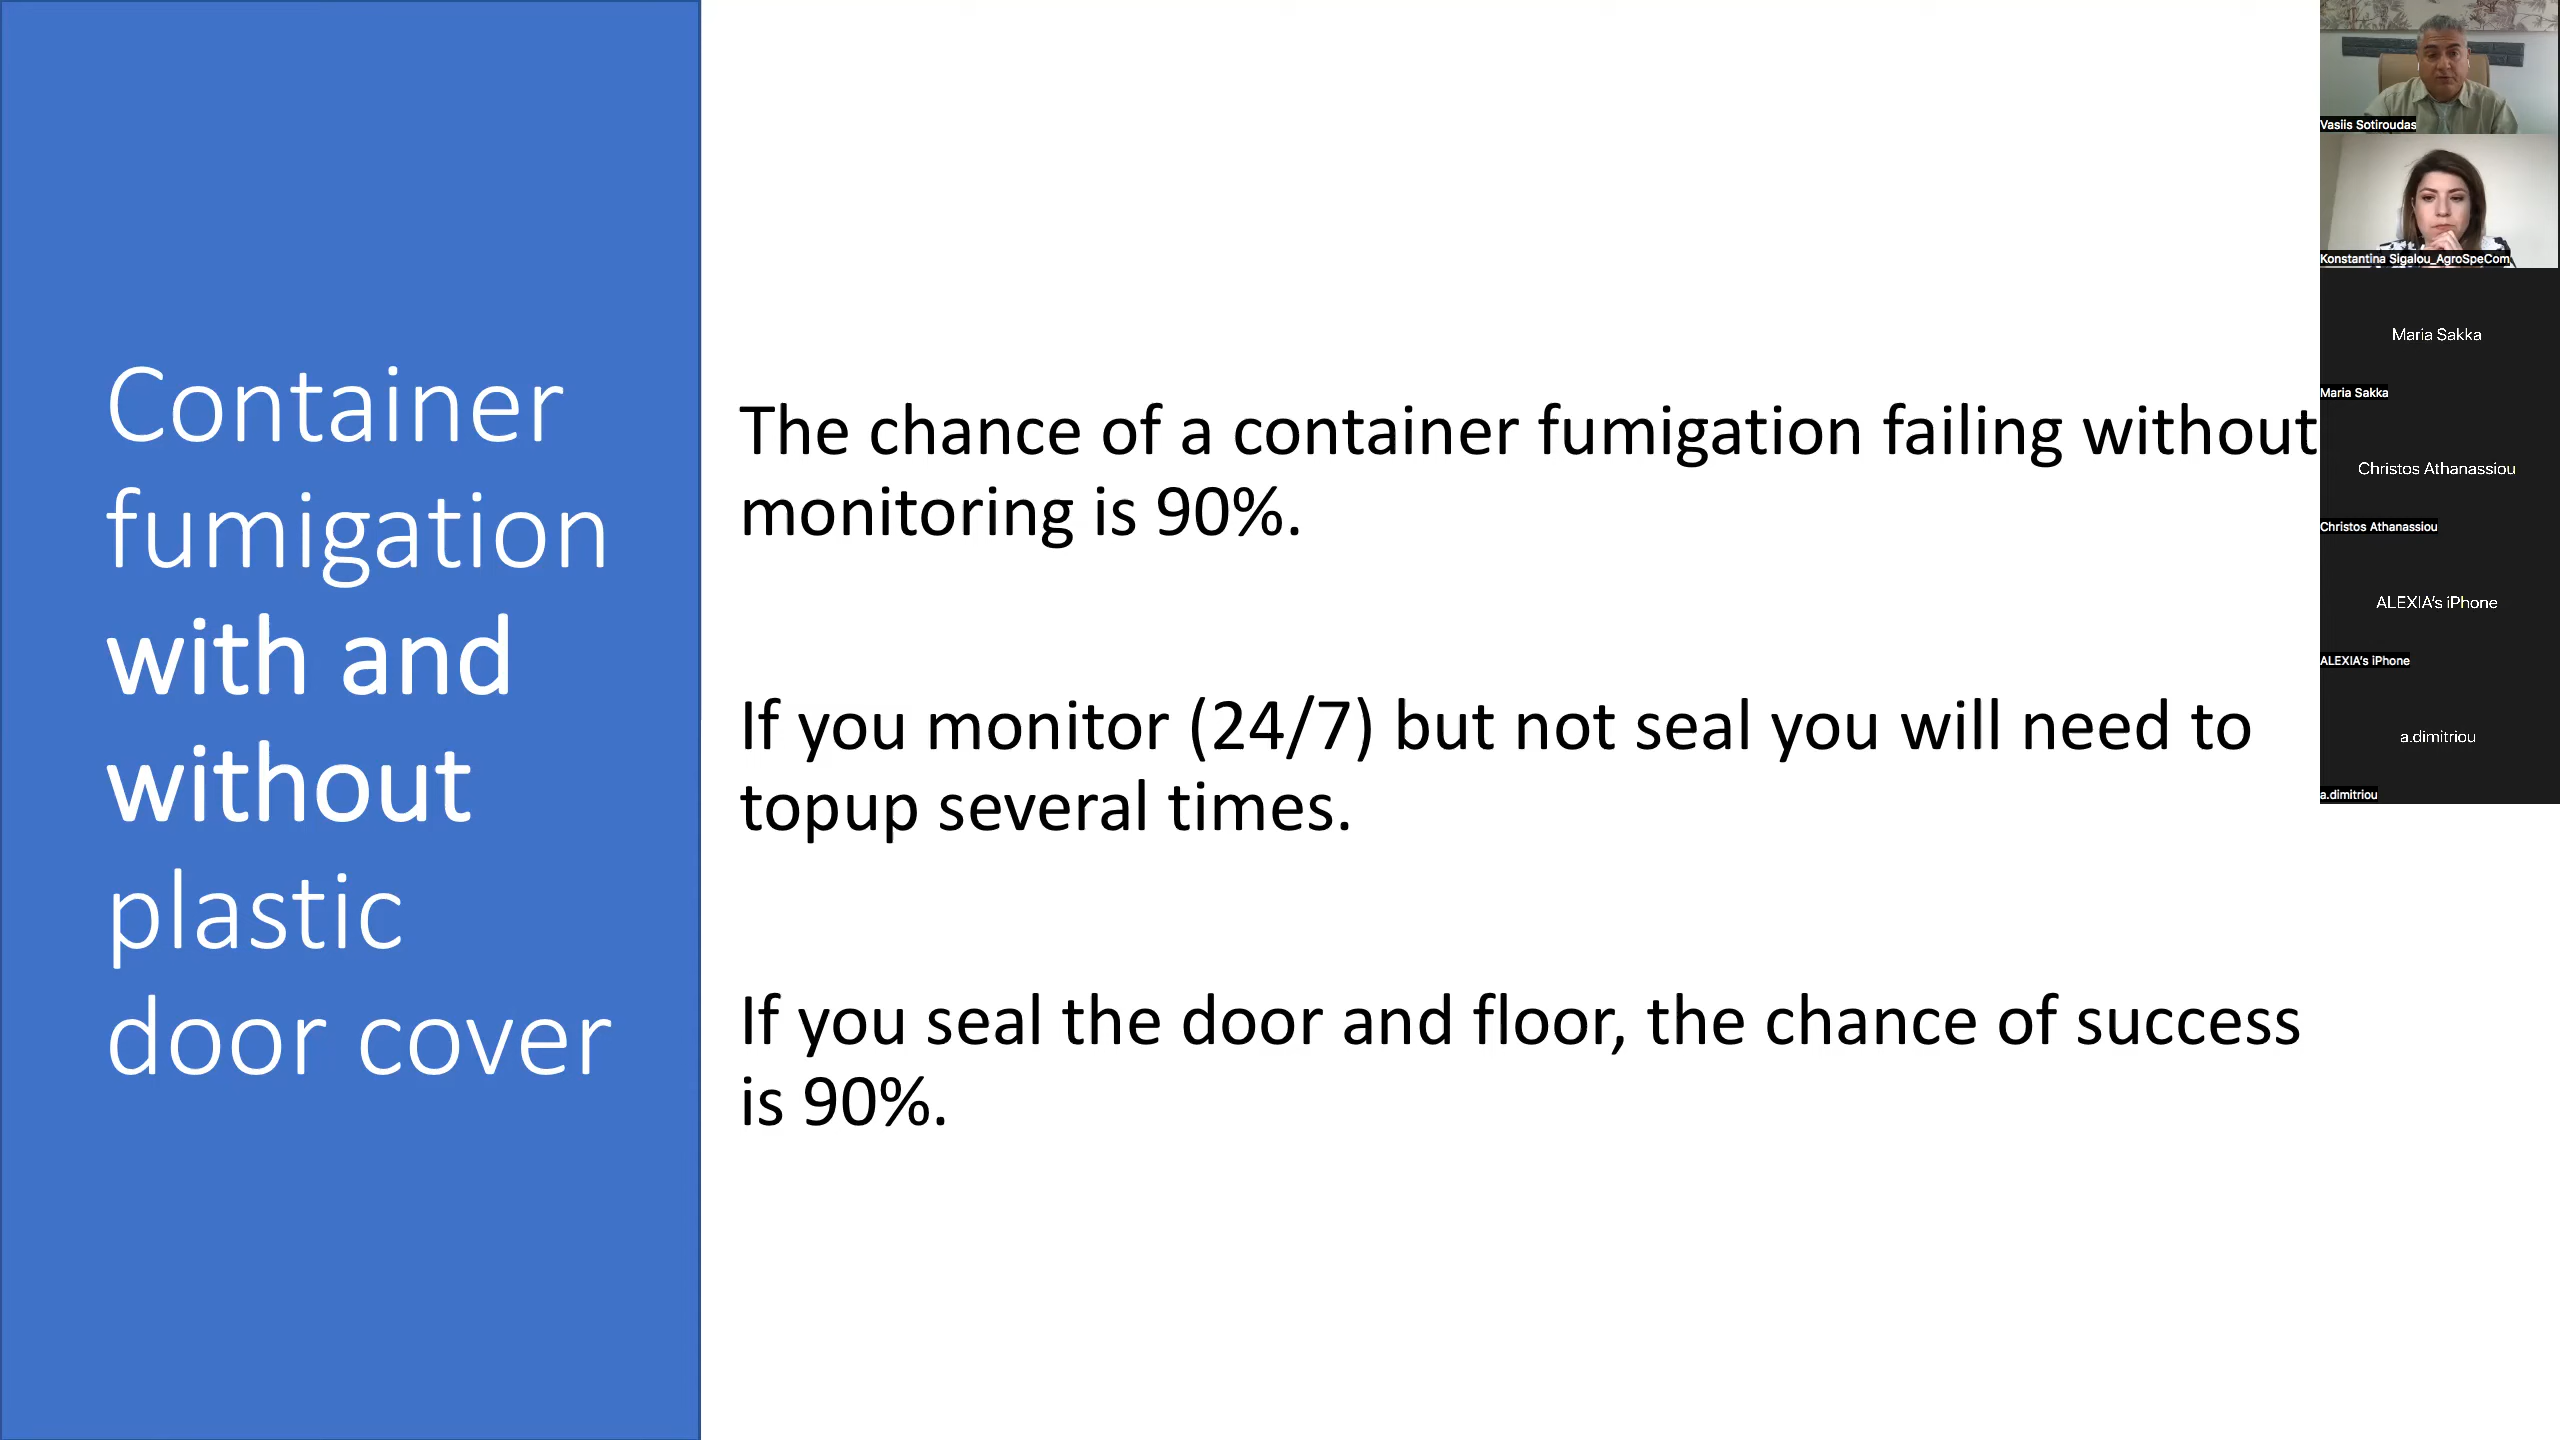 Container
fumigation
with and
without
plastic
door cover
The chance of a container fumigation failing without
monitoring is 90%.
If you monitor (24/7) but not seal you will need to
topup several times.
If you seal the door and floor, the chance of success
is 90%.
Vasiis Sotiroudas
Konstantina Sigalou_AgroSpeCom
Maria Sakka
Maria Sakka
Christos Athanassiou
Christos Athanassiou
ALEXIA's iPhone
ALEXIA's iPhone
a.dimitriou
a.dimitriou